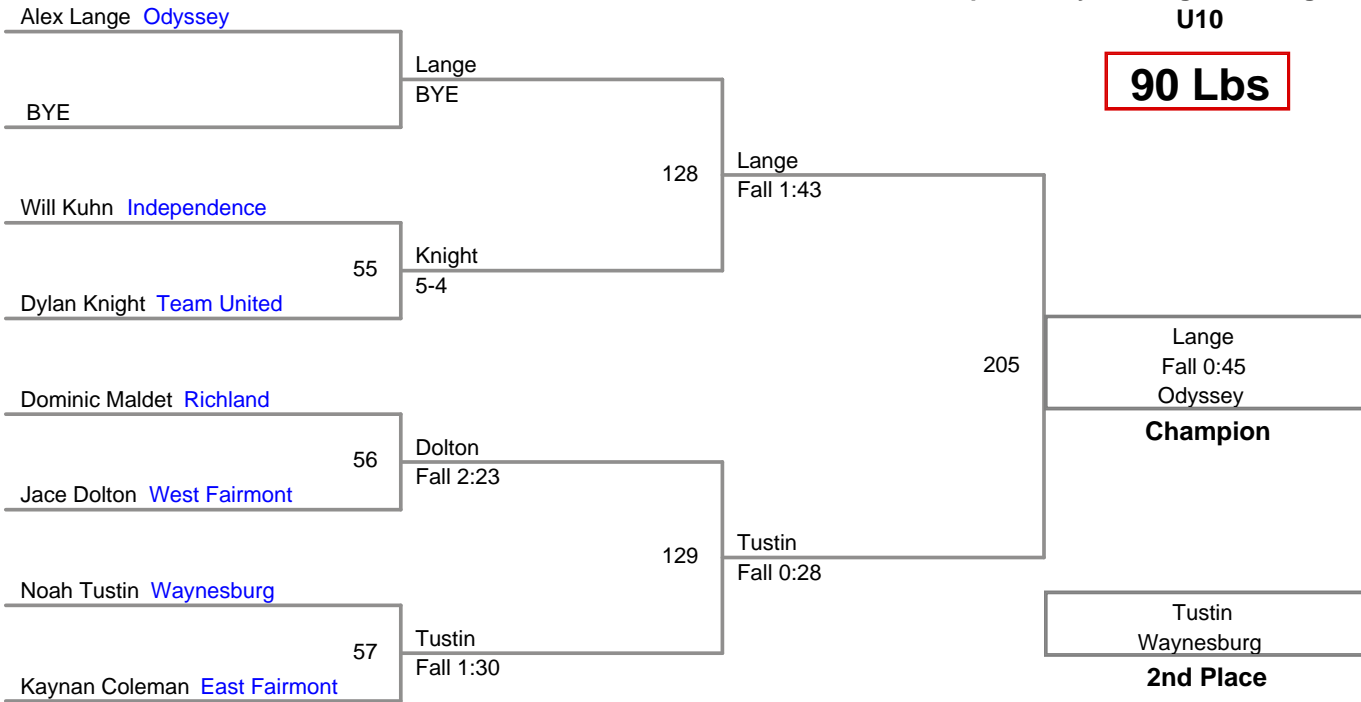 U10
90 Lbs
Alex Lange Odyssey
BYE
Lange
BYE
Will Kuhn Independence
55
Dylan Knight Team United
Knight
5-4
128
Lange
Fall 1:43
Dominic Maldet Richland
56
Jace Dolton West Fairmont
Dolton
Fall 2:23
Noah Tustin Waynesburg
57
Kaynan Coleman East Fairmont
Tustin
Fall 1:30
129
Tustin
Fall 0:28
205
Lange
Fall 0:45
Odyssey
Champion
Tustin
Waynesburg
2nd Place